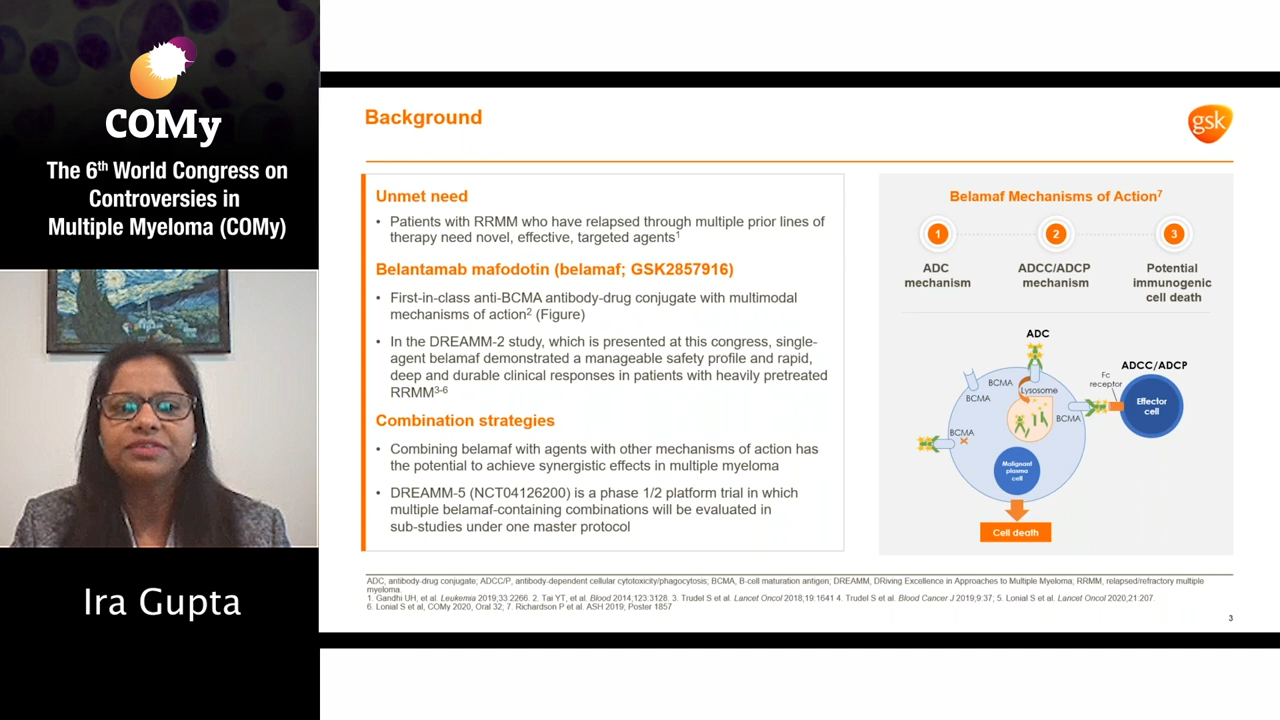 COMy
The 6th World Congress on
Controversies in
Multiple Myeloma (COMy)
Ira Gupta
Background
gsk
Unmet need
• Patients with RRMM who have relapsed through multiple prior lines of
therapy need novel, effective, targeted agents1
Belantamab mafodotin (belamaf; GSK2857916)
• First-in-class anti-BCMA antibody-drug conjugate with multimodal
mechanisms of action2 (Figure)
• In the DREAMM-2 study, which is presented at this congress, single-
agent belamaf demonstrated a manageable safety profile and rapid,
deep and durable clinical responses in patients with heavily pretreated
RRMM3-6
Combination strategies
• Combining belamaf with agents with other mechanisms of action has
the potential to achieve synergistic effects in multiple myeloma
• DREAMM-5 (NCT04126200) is a phase 1/2 platform trial in which
multiple belamaf-containing combinations will be evaluated in
sub-studies under one master protocol
Belamaf Mechanisms of Action7
1
2
3
ADC
mechanism
ADCC/ADCP
mechanism
Potential
immunogenic
cell death
ADC
ADCC/ADCP
Fc
receptor
BCMA
BCMA
Lysosome
BCMA
BCMA
Effector
cell
Malignant
plasma
cell
Cell death
ADC, antibody-drug conjugate; ADCC/P, antibody-dependent cellular cytotoxicity/phagocytosis; BCMA, B-cell maturation antigen; DREAMM, DRiving Excellence in Approaches to Multiple Myeloma; RRMM, relapsed/refractory multiple
myeloma.
1. Gandhi UH, et al. Leukemia 2019;33:2266. 2. Tai YT, et al. Blood 2014;123:3128. 3. Trudel S et al. Lancet Oncol 2018;19:1641 4. Trudel S et al. Blood Cancer J 2019;9:37; 5. Lonial S et al. Lancet Oncol 2020;21:207.
6. Lonial S et al, COMy 2020, Oral 32; 7. Richardson P et al. ASH 2019; Poster 1857
3